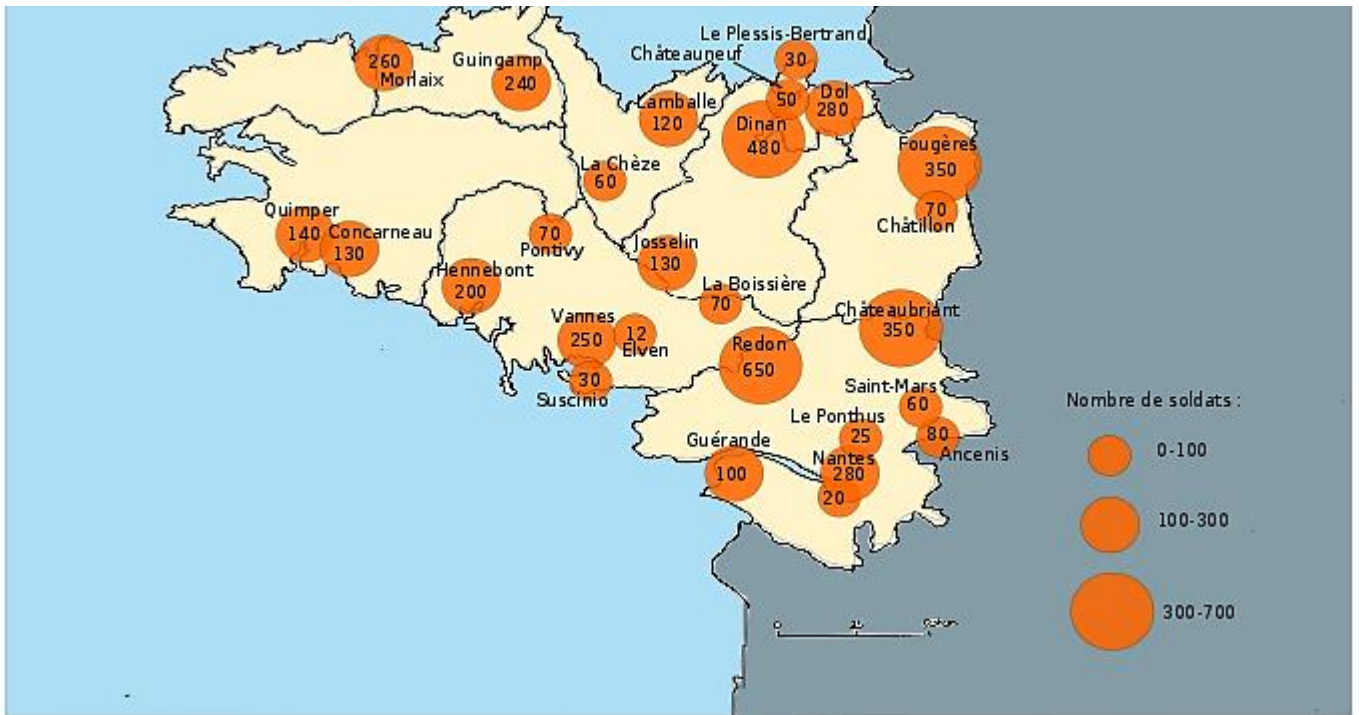 Le Plessis-Bertrand
Châteauneuf
30
260
Morlaix
Guingamp
240
Lamballe
120
50
Dol
280
Dinan
480
Fougères
350
La Chèze
60
70
Châtillon
Quimper
140
Concarneau
130
70
Pontivy
Josselin
130
Hennebont
200
La Boissière
70
Vannes
250
12
Elven
Châteaubriant
350
Redon
650
30
Suscinio
Saint-Mars
60
Le Ponthus
25
80
Ancenis
Guérande
100
Nantes
280
20
Nombre de soldats :
0-100
100-300
300-700
0